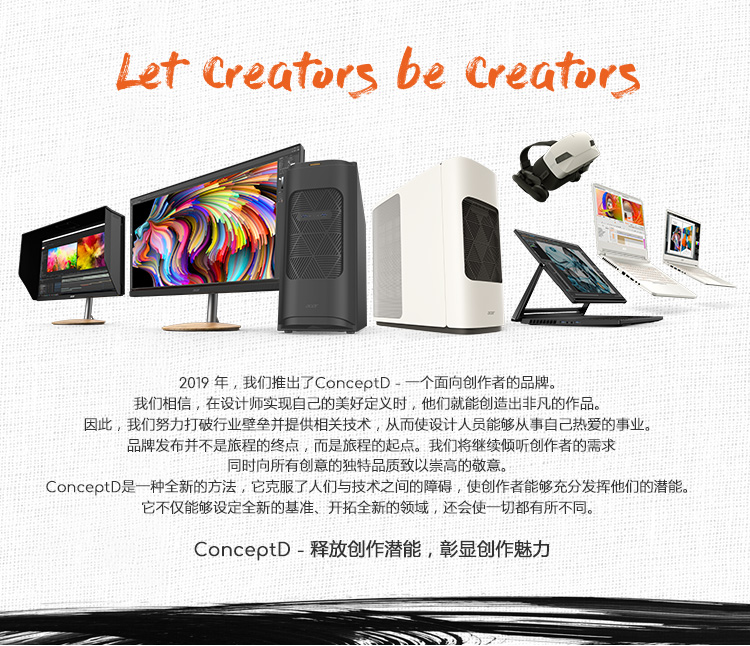 Let Creators be Creators
2019 年，我们推出了ConceptD - 一个面向创作者的品牌。
我们相信，在设计师实现自己的美好定义时，他们就能创造出非凡的作品。
因此，我们努力打破行业壁垒并提供相关技术，从而使设计人员能够从事自己热爱的事业。
品牌发布并不是旅程的终点，而是旅程的起点。我们将继续倾听创作者的需求
同时向所有创意的独特品质致以崇高的敬意。
ConceptD是一种全新的方法，它克服了人们与技术之间的障碍，使创作者能够充分发挥他们的潜能。
它不仅能够设定全新的基准、开拓全新的领域，还会使一切都有所不同。
ConceptD - 释放创作潜能，彰显创作魅力